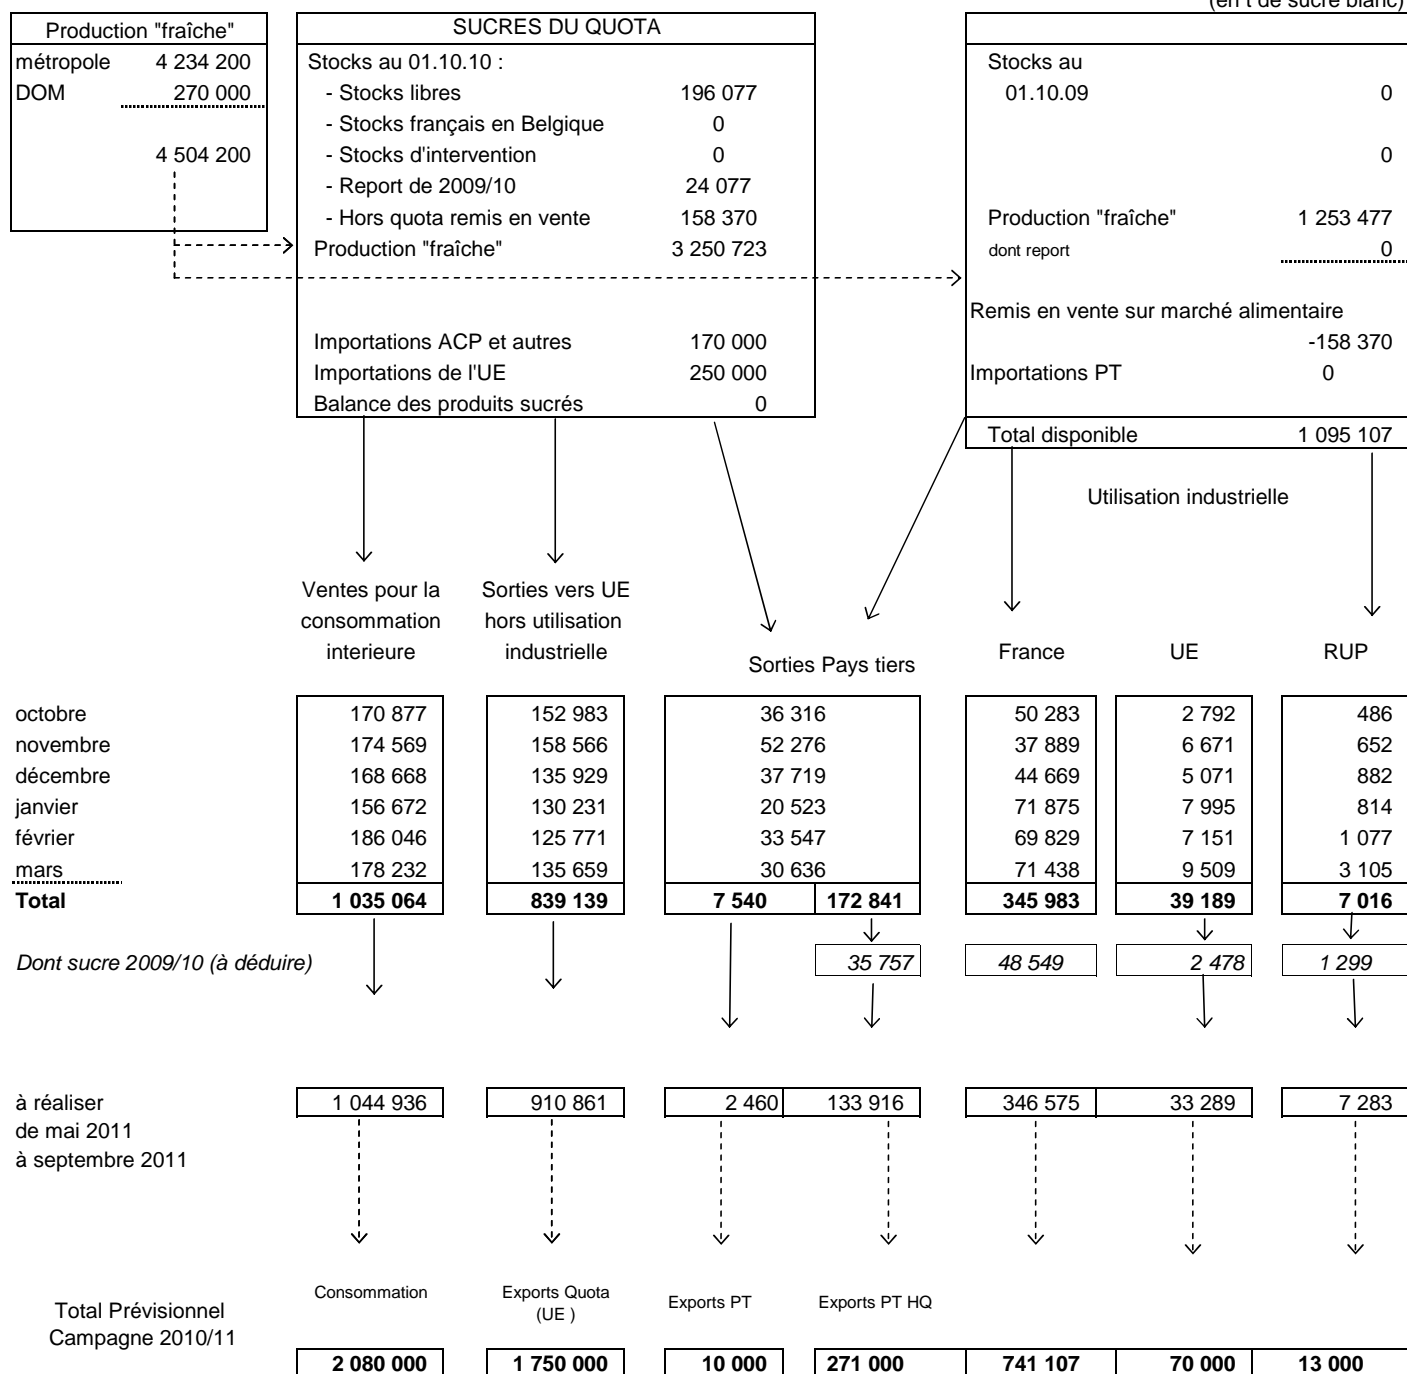 (en t de sucre blanc)
Production "fraîche"
métropole 4 234 200
DOM 270 000
4 504 200
SUCRES DU QUOTA
Stocks au 01.10.10 :
- Stocks libres 196 077
- Stocks français en Belgique 0
- Stocks d'intervention 0
- Report de 2009/10 24 077
- Hors quota remis en vente 158 370
Production "fraîche" 3 250 723
Importations ACP et autres 170 000
Importations de l'UE 250 000
Balance des produits sucrés 0
Stocks au
01.10.09 0
0
Production "fraîche" 1 253 477
dont report 0
Remis en vente sur marché alimentaire
-158 370
Importations PT 0
Total disponible 1 095 107
Utilisation industrielle
Ventes pour la
consommation
interieure
Sorties vers UE
hors utilisation
industrielle
Sorties Pays tiers
France
UE
RUP
octobre 170 877 152 983 36 316 50 283 2 792 486
novembre 174 569 158 566 52 276 37 889 6 671 652
décembre 168 668 135 929 37 719 44 669 5 071 882
janvier 156 672 130 231 20 523 71 875 7 995 814
février 186 046 125 771 33 547 69 829 7 151 1 077
mars 178 232 135 659 30 636 71 438 9 509 3 105
Total 1 035 064 839 139 7 540 172 841 345 983 39 189 7 016
Dont sucre 2009/10 (à déduire) 35 757 48 549 2 478 1 299
à réaliser 1 044 936 910 861 2 460 133 916 346 575 33 289 7 283
de mai 2011
à septembre 2011
Total Prévisionnel
Campagne 2010/11
Consommation
Exports Quota
(UE )
Exports PT
Exports PT HQ
2 080 000 1 750 000 10 000 271 000 741 107 70 000 13 000